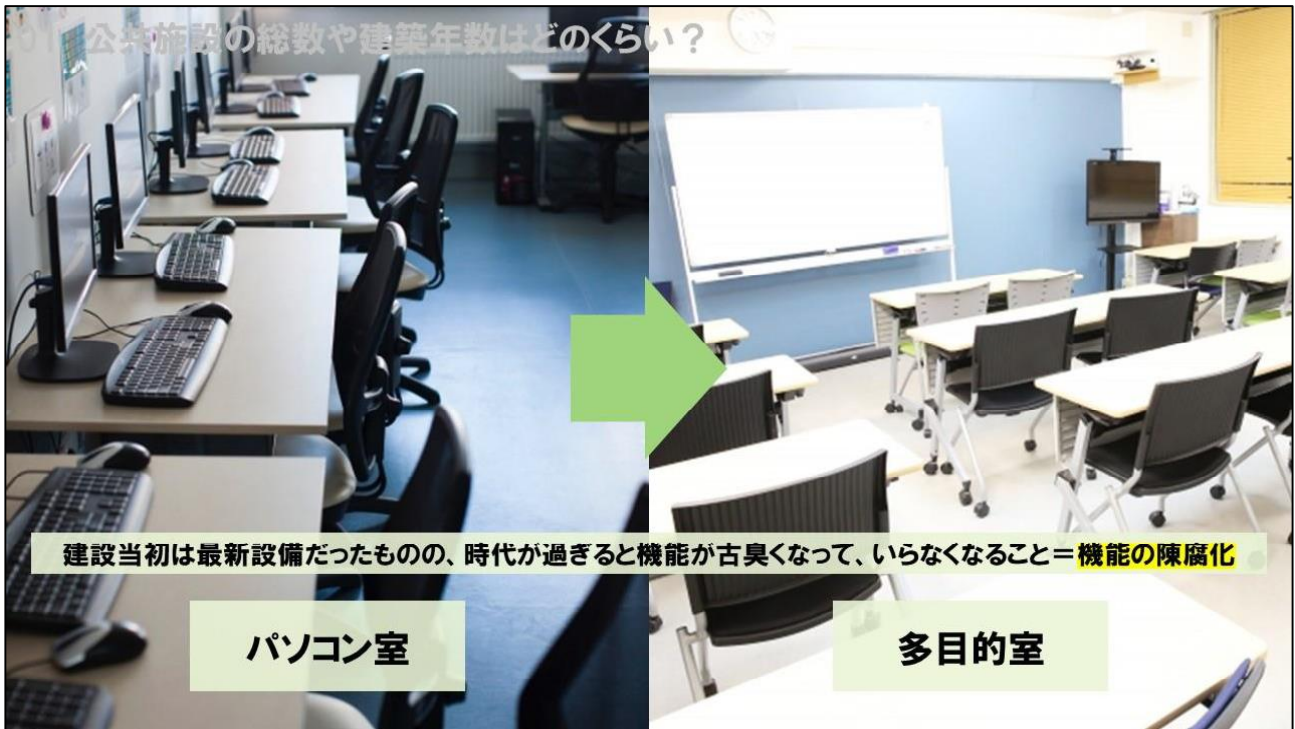 01 公共施設の総数や建築年数はどのくらい？
建設当初は最新設備だったものの、時代が過ぎると機能が古臭くなって、いらなくなること＝機能の陳腐化
パソコン室
多目的室